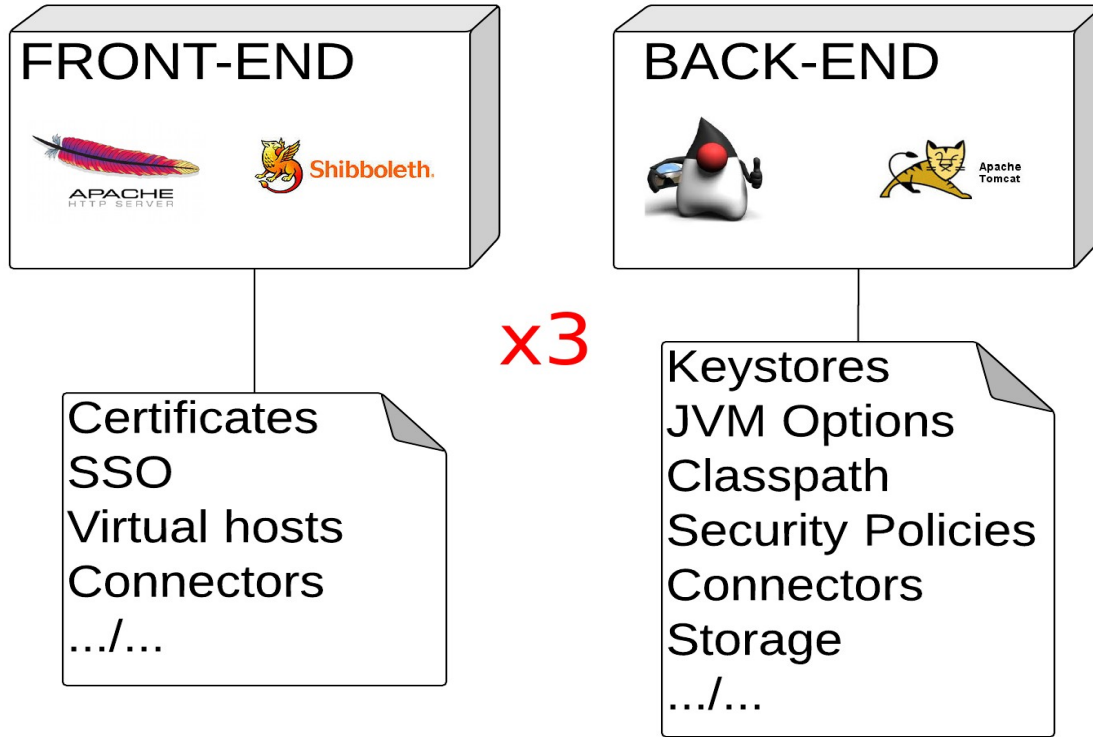 FRONT-END
APACHE
HTTP SERVER
Shibboleth.
Certificates
SSO
Virtual hosts
Connectors
.../...
x3
BACK-END
Apache
Tomcat
Keystores
JVM Options
Classpath
Security Policies
Connectors
Storage
.../...